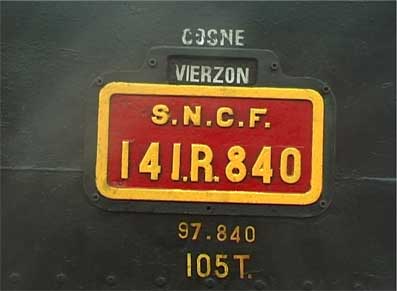 COSNE
VIERZON
S.N.C.F.
141.R.840
97.840
105T.